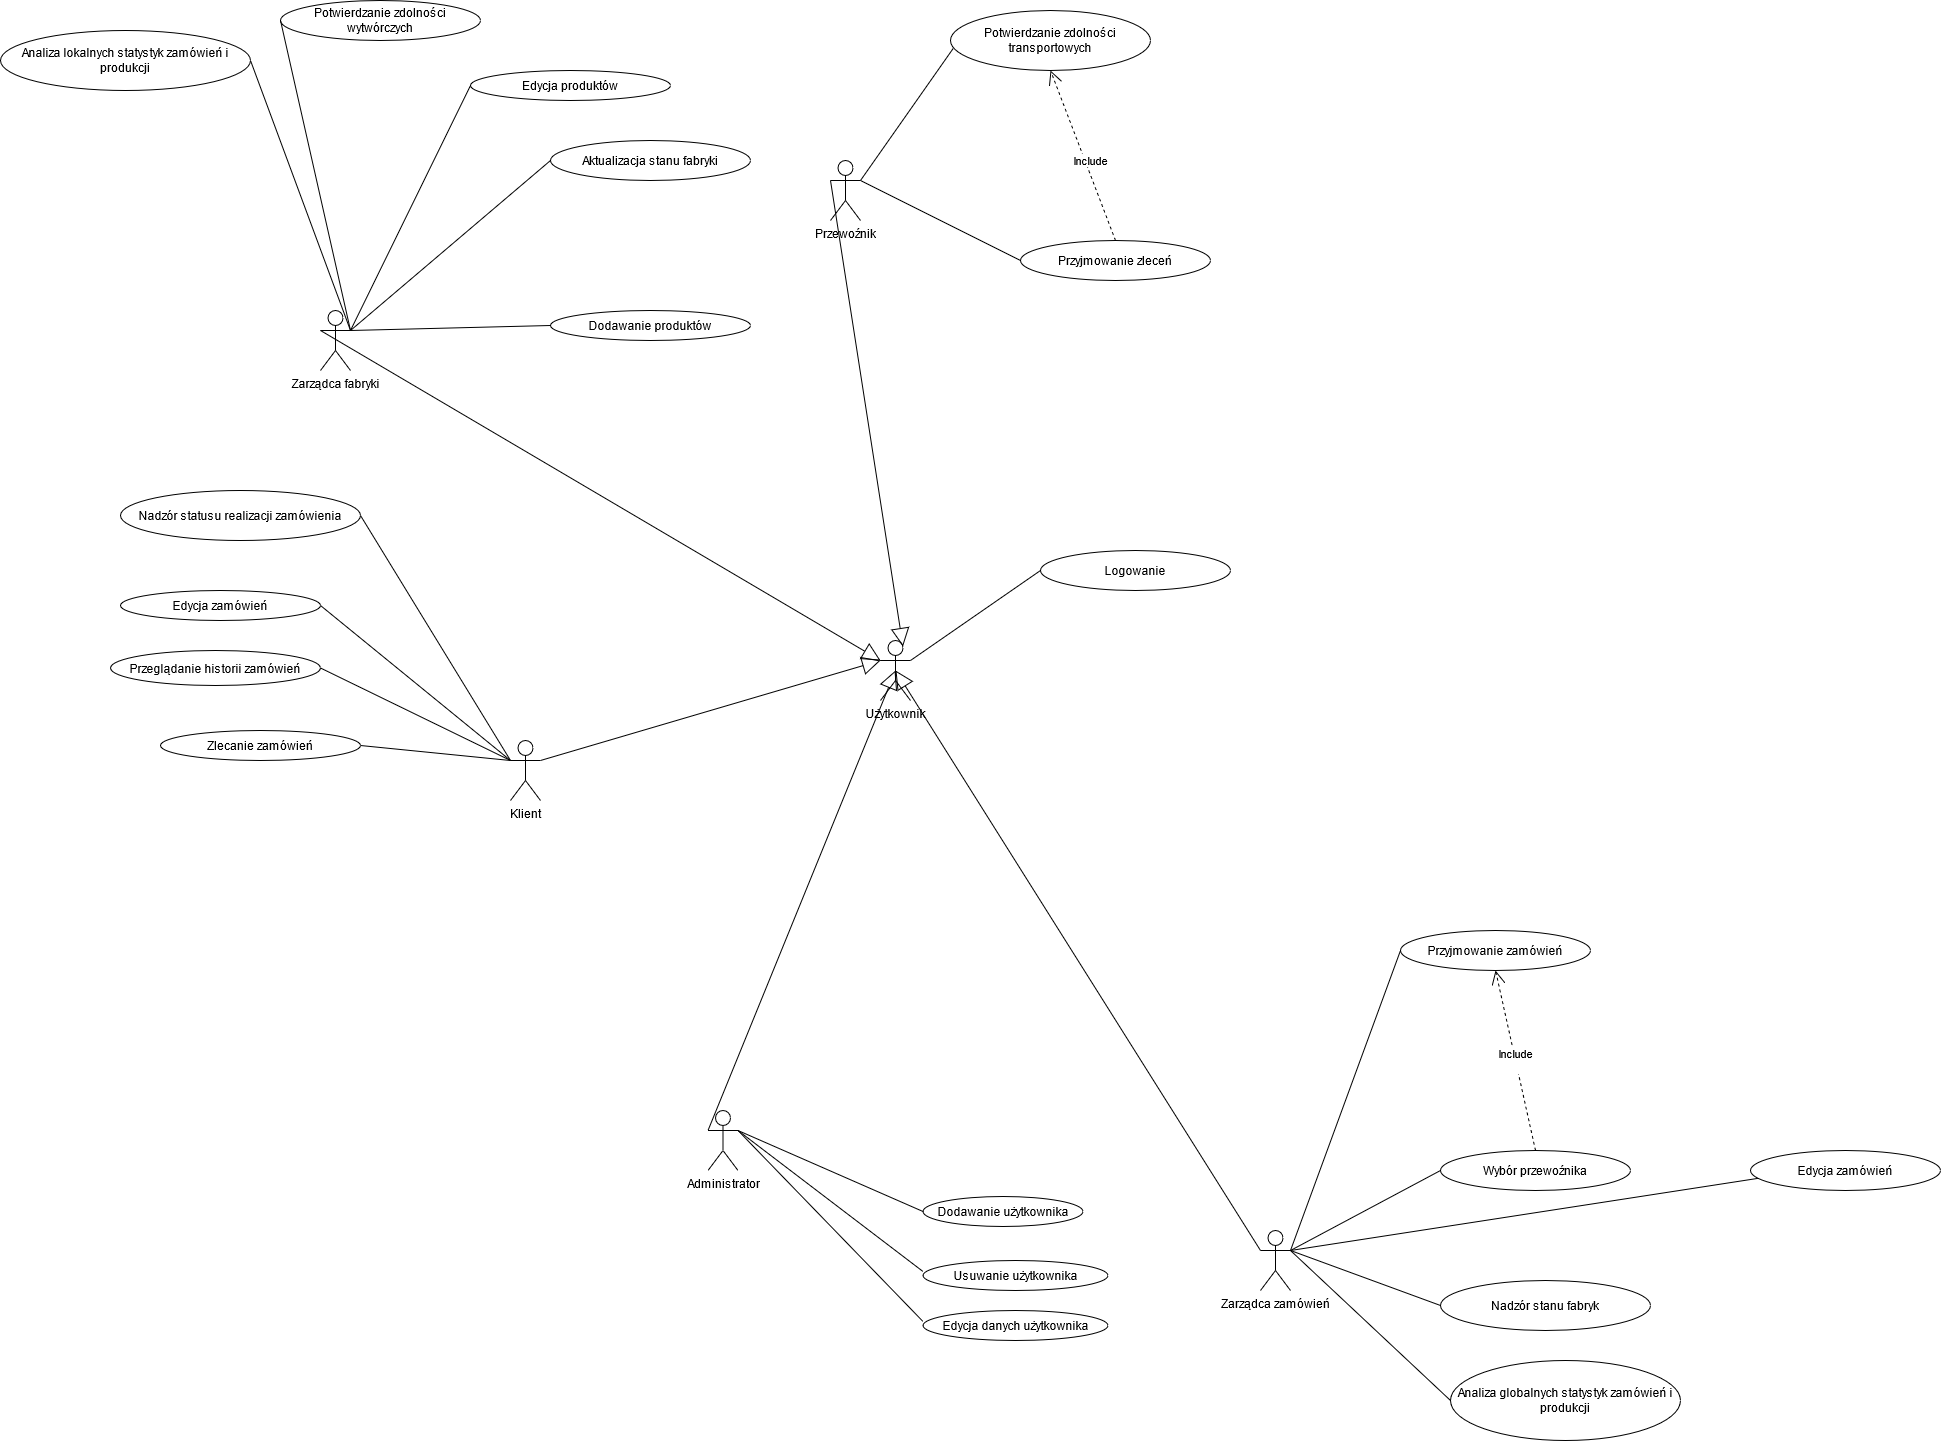 Potwierdzanie zdolności
wytwórczych
Analiza lokalnych statystyk zamówień i
produkcji
Edycja produktów
Aktualizacja stanu fabryki
Dodawanie produktów
Zarządca fabryki
Potwierdzanie zdolności
transportowych
Include
Przewoźnik
Przyjmowanie zleceń
Nadzór statusu realizacji zamówienia
Edycja zamówień
Przeglądanie historii zamówień
Zlecanie zamówień
Klient
Logowanie
Użytkownik
Administrator
Dodawanie użytkownika
Usuwanie użytkownika
Edycja danych użytkownika
Przyjmowanie zamówień
Include
Wybór przewoźnika
Edycja zamówień
Zarządca zamówień
Nadzór stanu fabryk
Analiza globalnych statystyk zamówień i
produkcji